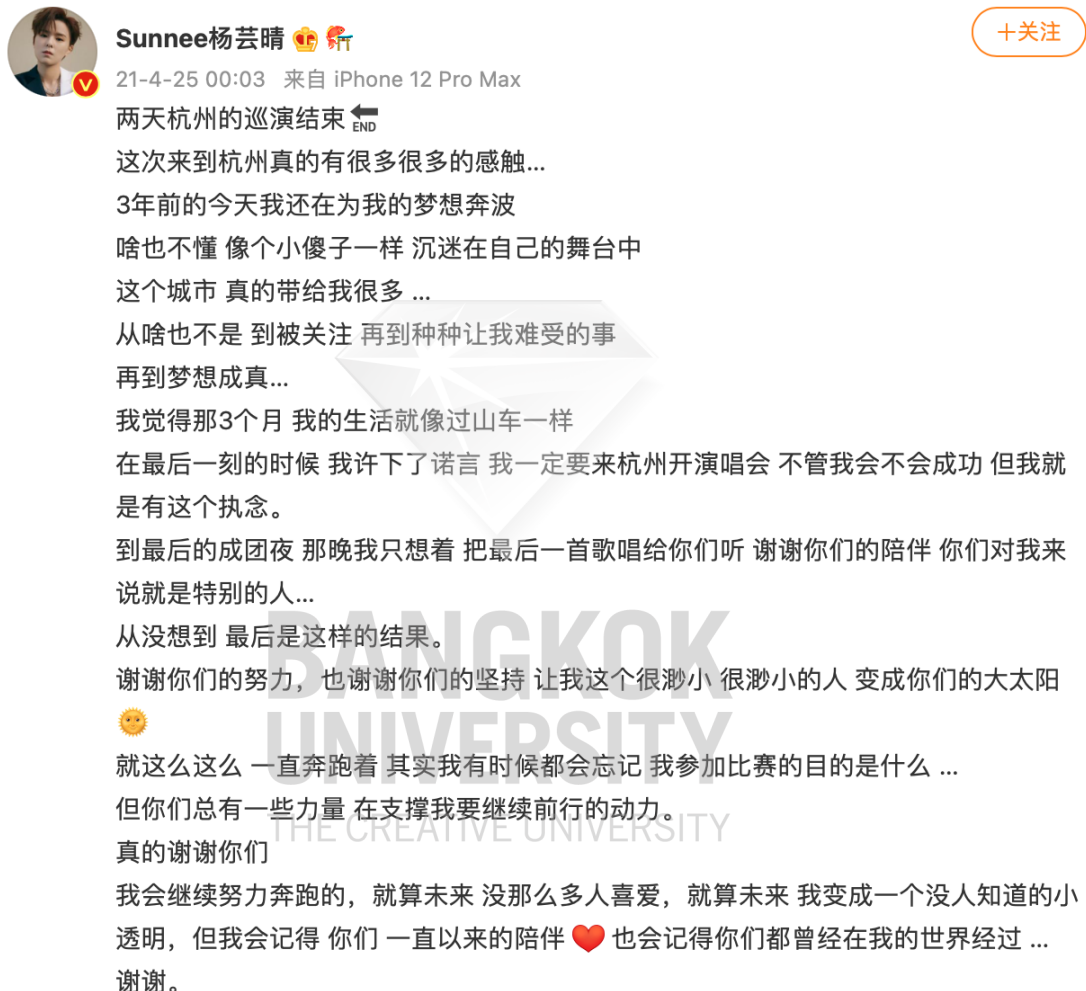 Sunnee杨芸晴
+关注
21-4-25 00:03 来自 iPhone 12 Pro Max
两天杭州的巡演结束🔚
这次来到杭州真的有很多很多的感触...
3年前的今天我还在为我的梦想奔波
啥也不懂 像个小傻子一样 沉迷在自己的舞台中
这个城市 真的带给我很多 ...
从啥也不是 到被关注 再到种种让我难受的事
再到梦想成真...
我觉得那3个月 我的生活就像过山车一样
在最后一刻的时候 我许下了诺言 我一定要来杭州开演唱会 不管我会不会成功 但我就
是有这个执念。
到最后的成团夜 那晚我只想着 把最后一首歌唱给你们听 谢谢你们的陪伴 你们对我来
说就是特别的人...
从没想到 最后是这样的结果。
谢谢你们的努力，也谢谢你们的坚持 让我这个很渺小 很渺小的人 变成你们的大太阳
🌞
就这么这么 一直奔跑着 其实我有时候都会忘记 我参加比赛的目的是什么 ...
但你们总有一些力量 在支撑我要继续前行的动力。
真的谢谢你们
我会继续努力奔跑的，就算未来 没那么多人喜爱，就算未来 我变成一个没人知道的小
透明，但我会记得 你们 一直以来的陪伴 ❤️ 也会记得你们都曾经在我的世界经过 ...
谢谢。
BANGKOK
UNIVERSITY
THE CREATIVE UNIVERSITY